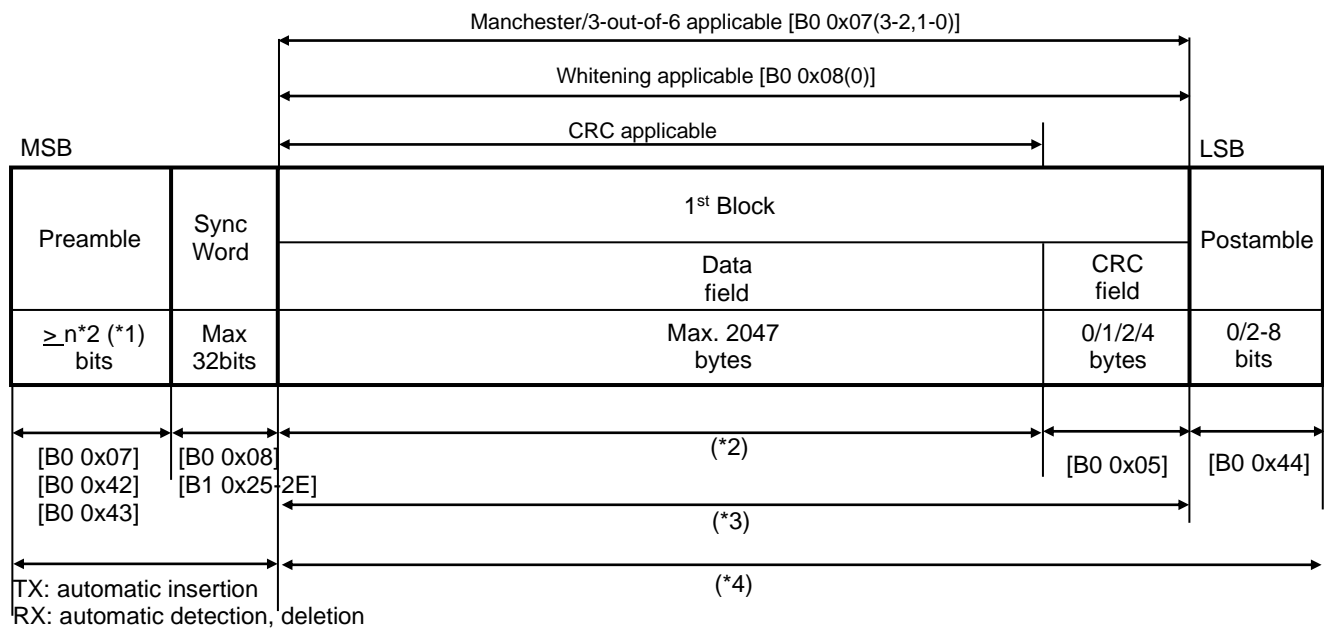 Manchester/3-out-of-6 applicable [B0 0x07(3-2,1-0)]
Whitening applicable [B0 0x08(0)]
CRC applicable
MSB
LSB
Preamble
Sync
Word
1st Block
Postamble
Data
field
CRC
field
≥ n*2 (*1)
bits
Max
32bits
Max. 2047
bytes
0/1/2/4
bytes
0/2-8
bits
[B0 0x07]
[B0 0x42]
[B0 0x43]
[B0 0x08]
[B1 0x25-2E]
(*2)
[B0 0x05]
[B0 0x44]
(*3)
(*4)
TX: automatic insertion
RX: automatic detection, deletion